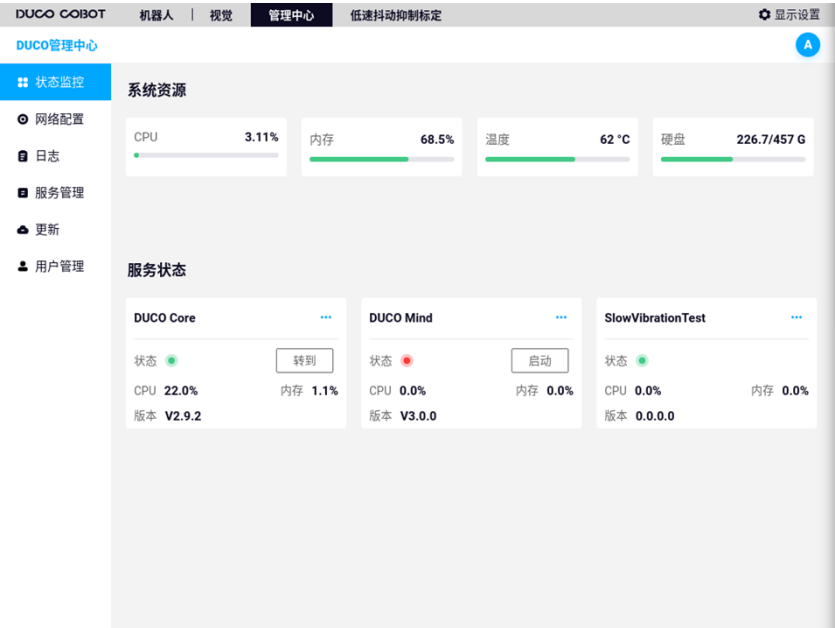 DUCO COBOT 机器人 | 视觉 管理中心 低速抖动抑制标定 显示设置
DUCO管理中心 A
状态监控
网络配置
日志
服务管理
更新
用户管理
系统资源
CPU 3.11%
内存 68.5%
温度 62 °C
硬盘 226.7/457 G
服务状态
DUCO Core ...
状态 转到
CPU 22.0% 内存 1.1%
版本 V2.9.2
DUCO Mind ...
状态 启动
CPU 0.0% 内存 0.0%
版本 V3.0.0
SlowVibrationTest ...
状态
CPU 0.0% 内存 0.0%
版本 0.0.0.0